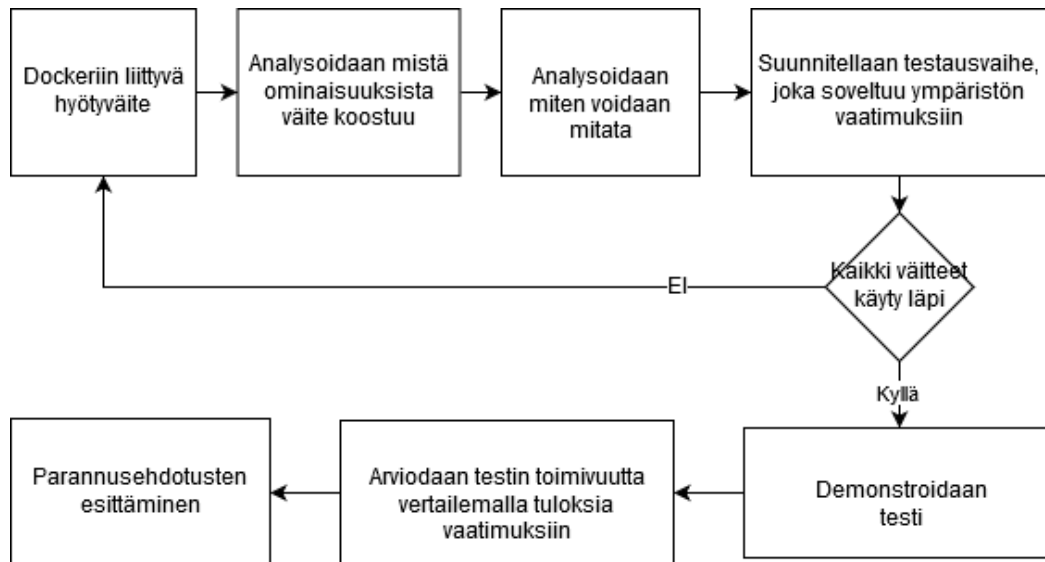 Dockeriin liittyvä
hyötyväite
Analysoidaan mistä
ominaisuuksista
väite koostuu
Analysoidaan
miten voidaan
mitata
Suunnitellaan testausvaihe,
joka soveltuu ympäristön
vaatimuksiin
Kaikki väitteet
käyty läpi
EI
Kyllä
Demonstroidaan
testi
Arviodaan testin toimivuutta
vertailemalla tuloksia
vaatimuksiin
Parannusehdotusten
esittäminen